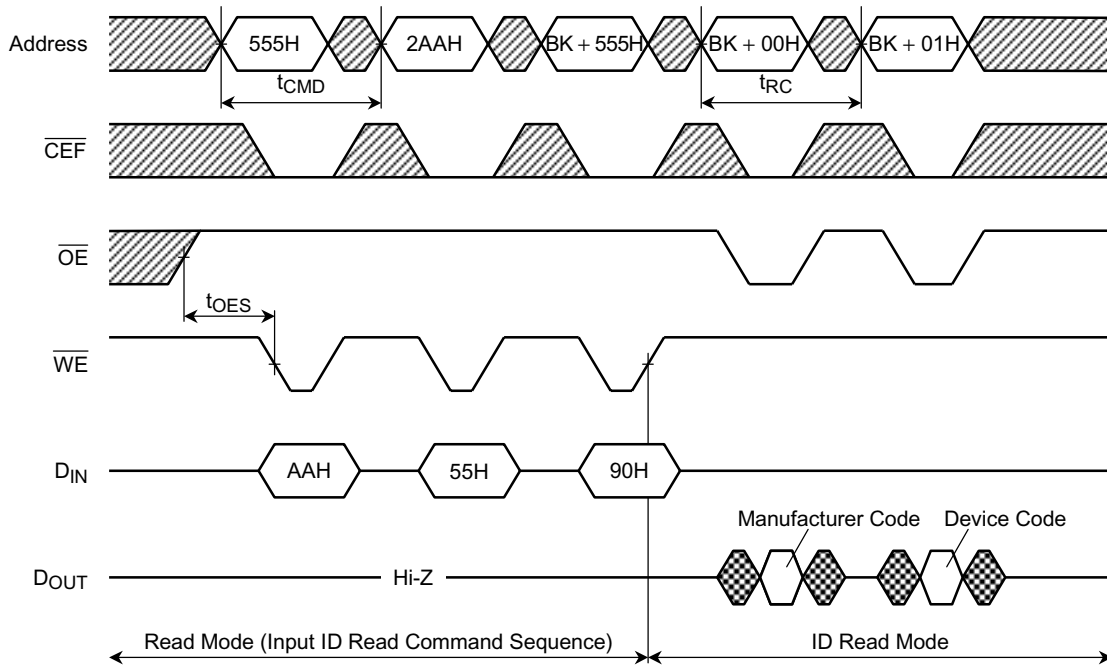 Address 555H 2AAH BK + 555H BK + 00H BK + 01H
tCMD tRC
CEF
OE
tOES
WE
DIN AAH 55H 90H
Manufacturer Code Device Code
DOUT Hi-Z
Read Mode (Input ID Read Command Sequence) ID Read Mode